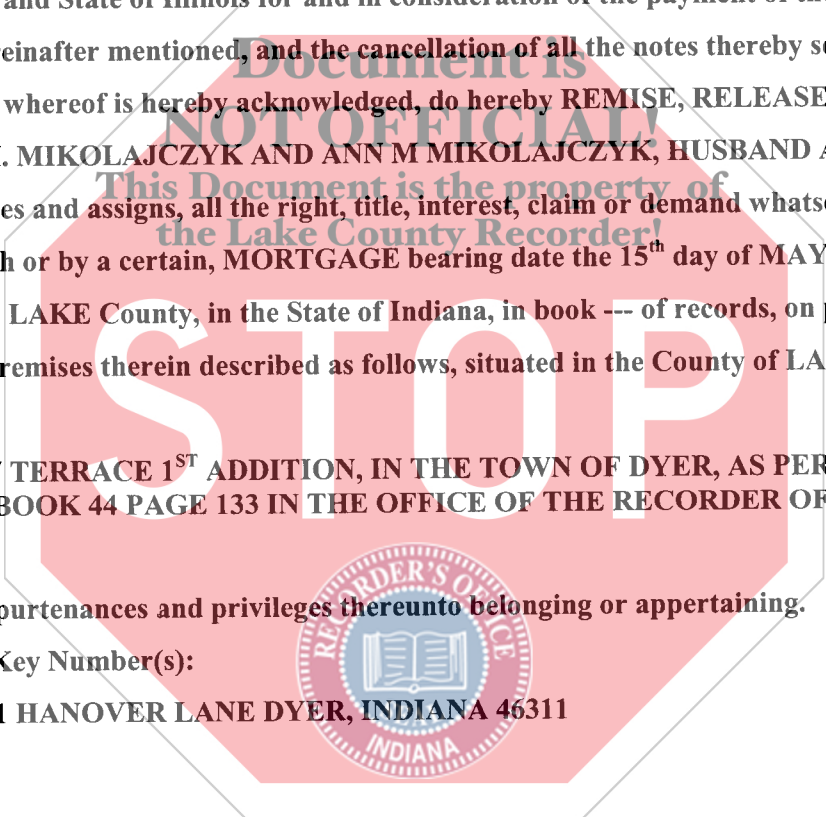 and State of Illinois for and in consideration of the payment of
reinafter mentioned, and the cancellation of all the notes thereby
Document is
whereof is hereby acknowledged, do hereby REMISE, RELEASE
NOT OFFICIAL!
. MIKOLAJCZYK AND ANN M MIKOLAJCZYK, HUSBAND
This Document is the property of
es and assigns, all the right, title, interest, claim or demand whats
the Lake County Recorder!
h or by a certain, MORTGAGE bearing date the 15th day of MAY
LAKE County, in the State of Indiana, in book --- of records, on
remises therein described as follows, situated in the County of LA
STOP
TERRACE 1ST ADDITION, IN THE TOWN OF DYER, AS PER
BOOK 44 PAGE 133 IN THE OFFICE OF THE RECORDER OF
RECORDER'S OFFICE
purtenances and privileges thereunto belonging or appertaining.
Key Number(s):
HANOVER LANE DYER, INDIANA 46311
INDIANA